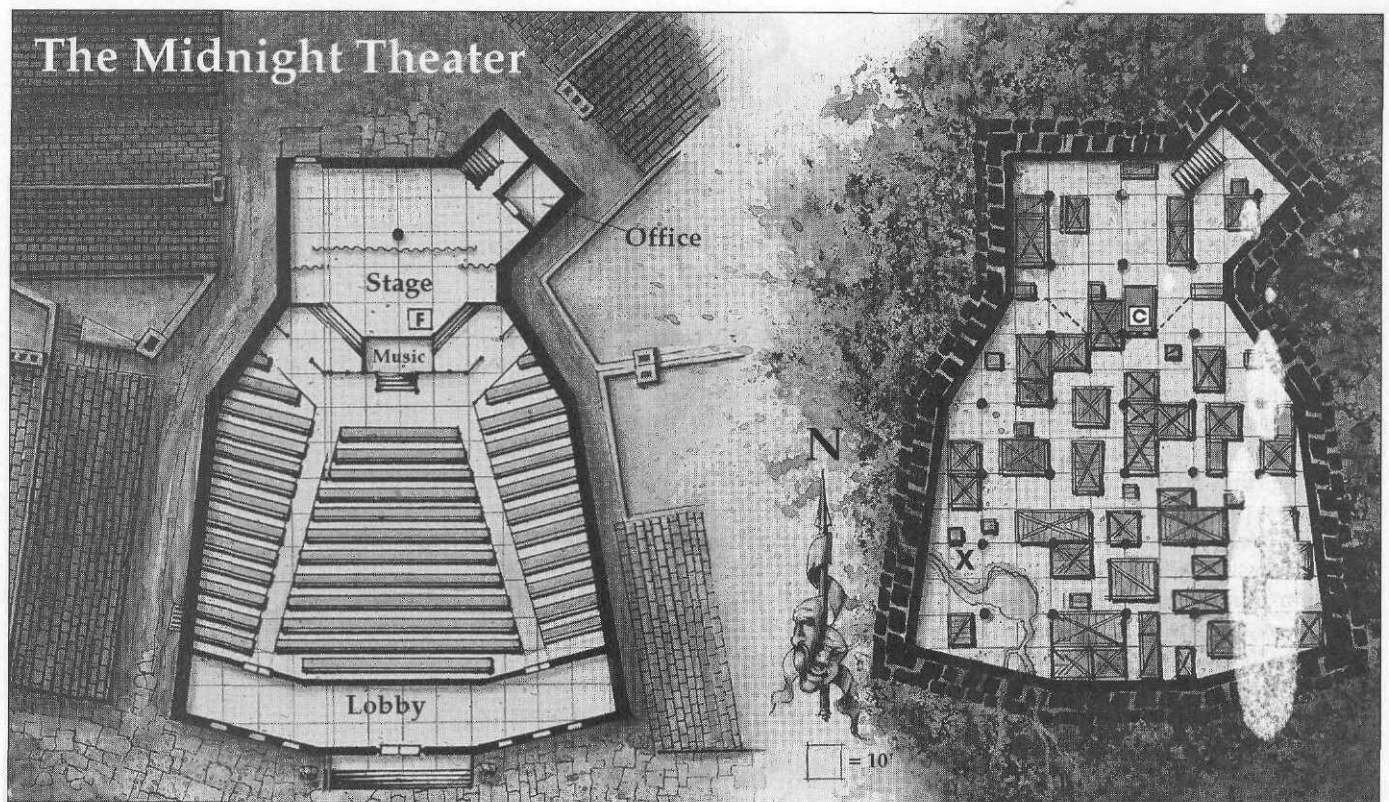 The Midnight Theater
Office
Stage
F
Music
C
N
X
Lobby
= 10'